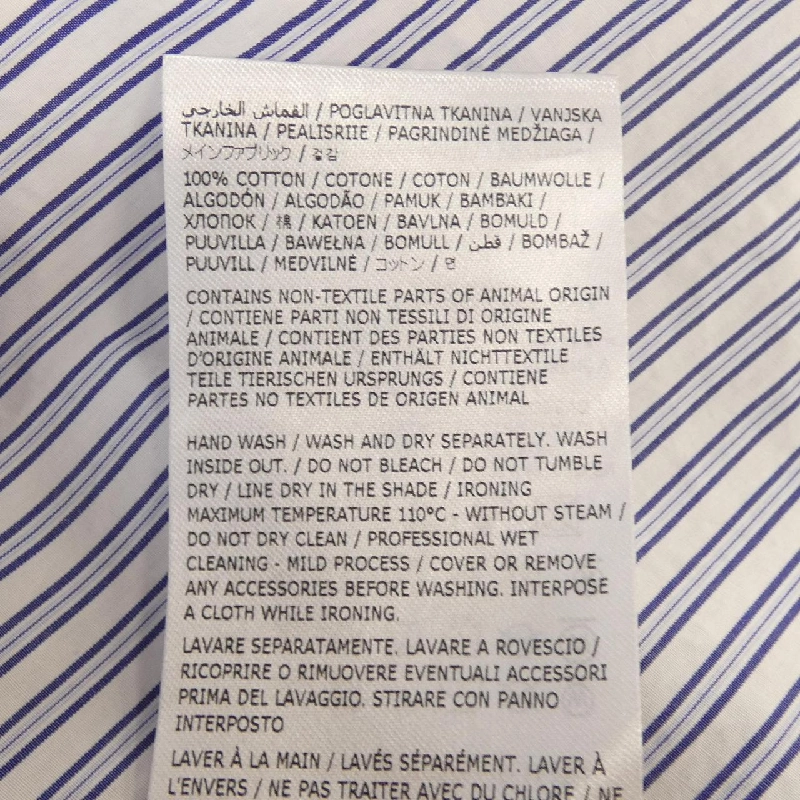 القماش الخارجي / POGLAVITNA TKANINA / VANJSKA
TKANINA / PEALISRIIE / PAGRINDINĖ MEDŽIAGA /
メインファブリック / 겉감
100% COTTON / COTONE / COTON / BAUMWOLLE /
ALGODÓN / ALGODÃO / PAMUK / BAMBAKI /
ХЛОПОК / 棉 / KATOEN / BAVLNA / BOMULD /
PUUVILLA / BAWEŁNA / BOMULL / قطن / BOMBAŽ /
PUUVILL / MEDVILNĖ / コットン / 면
CONTAINS NON-TEXTILE PARTS OF ANIMAL ORIGIN
/ CONTIENE PARTI NON TESSILI DI ORIGINE
ANIMALE / CONTIENT DES PARTIES NON TEXTILES
D'ORIGINE ANIMALE / ENTHÄLT NICHTTEXTILE
TEILE TIERISCHEN URSPRUNGS / CONTIENE
PARTES NO TEXTILES DE ORIGEN ANIMAL
HAND WASH / WASH AND DRY SEPARATELY. WASH
INSIDE OUT. / DO NOT BLEACH / DO NOT TUMBLE
DRY / LINE DRY IN THE SHADE / IRONING
MAXIMUM TEMPERATURE 110°C - WITHOUT STEAM /
DO NOT DRY CLEAN / PROFESSIONAL WET
CLEANING - MILD PROCESS / COVER OR REMOVE
ANY ACCESSORIES BEFORE WASHING. INTERPOSE
A CLOTH WHILE IRONING.
LAVARE SEPARATAMENTE. LAVARE A ROVESCIO /
RICOPRIRE O RIMUOVERE EVENTUALI ACCESSORI
PRIMA DEL LAVAGGIO. STIRARE CON PANNO
INTERPOSTO
LAVER À LA MAIN / LAVÉS SÉPARÉMENT. LAVER À
L'ENVERS / NE PAS TRAITER AVEC DU CHLORE / NE